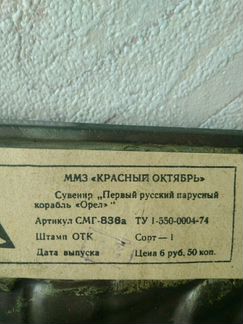 ММЗ «КРАСНЫЙ ОКТЯБРЬ»
Сувенир „Первый русский парусный
корабль «Орел»"
Артикул СМГ-836а ТУ 1-550-0004-74
Штамп ОТК Сорт — 1
Дата выпуска Цена 6 руб. 50 коп.